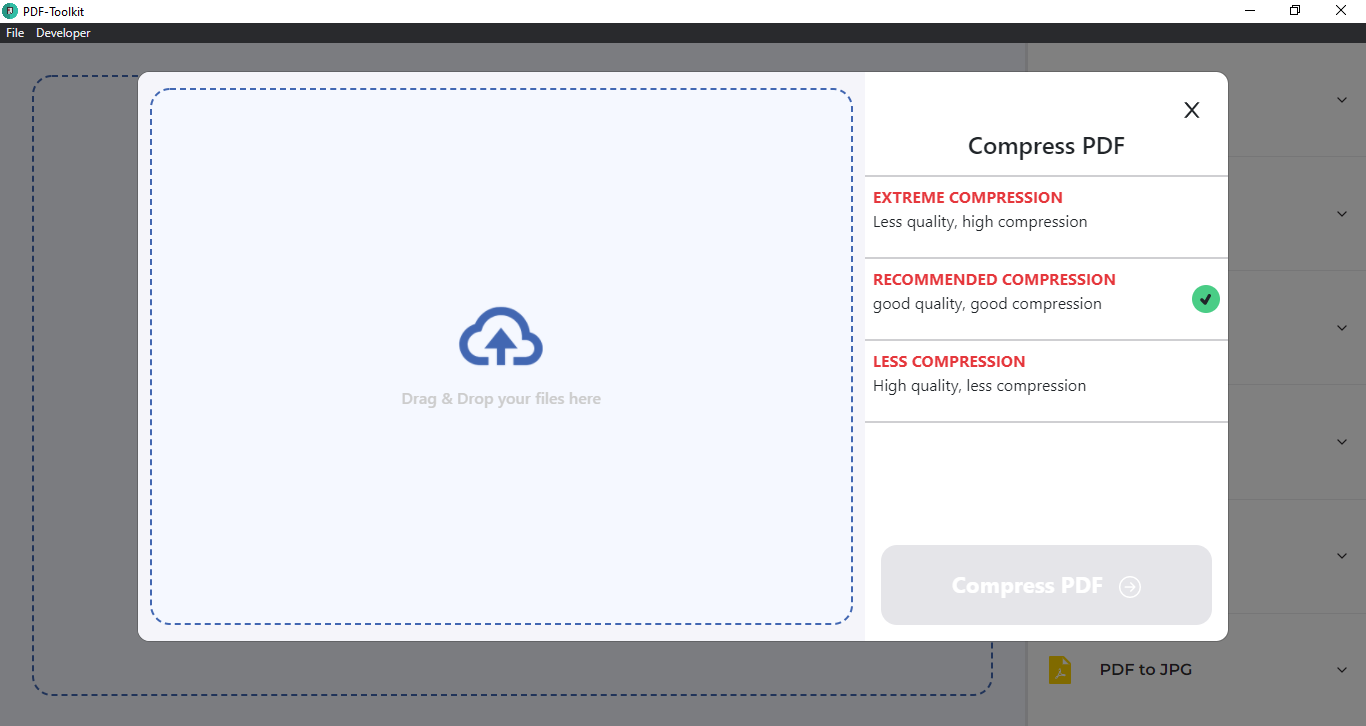 PDF-Toolkit
File Developer
Compress PDF
EXTREME COMPRESSION
Less quality, high compression
RECOMMENDED COMPRESSION
good quality, good compression
LESS COMPRESSION
High quality, less compression
Drag & Drop your files here
Compress PDF
PDF to JPG